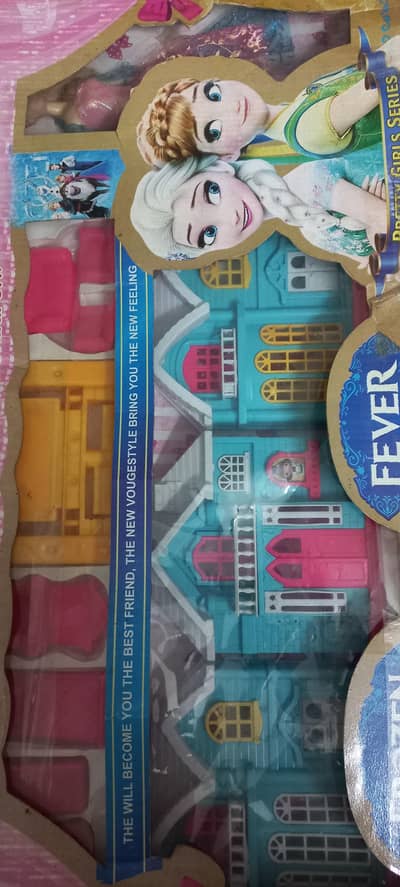 PRETTY GIRLS SERIES
FEVER
FROZEN
THE WILL BECOME YOU THE BEST FRIEND, THE NEW VOUGESTYLE BRING YOU THE NEW FEELING